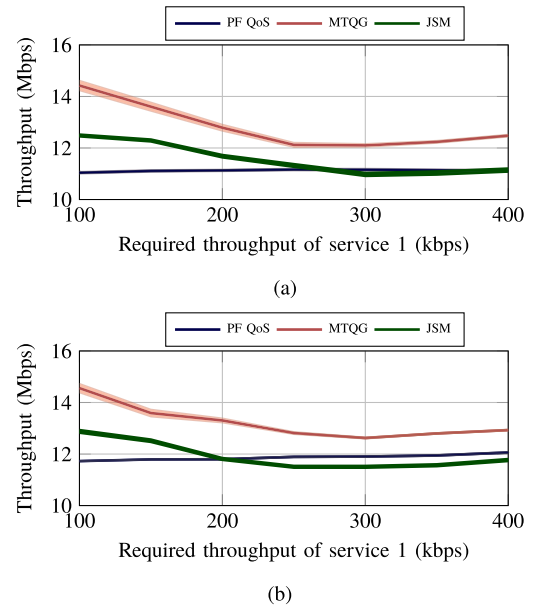 PF QoS MTQG JSM
16
14
12
10
Throughput (Mbps)
100 200 300 400
Required throughput of service 1 (kbps)
(a)
PF QoS MTQG JSM
16
14
12
10
Throughput (Mbps)
100 200 300 400
Required throughput of service 1 (kbps)
(b)